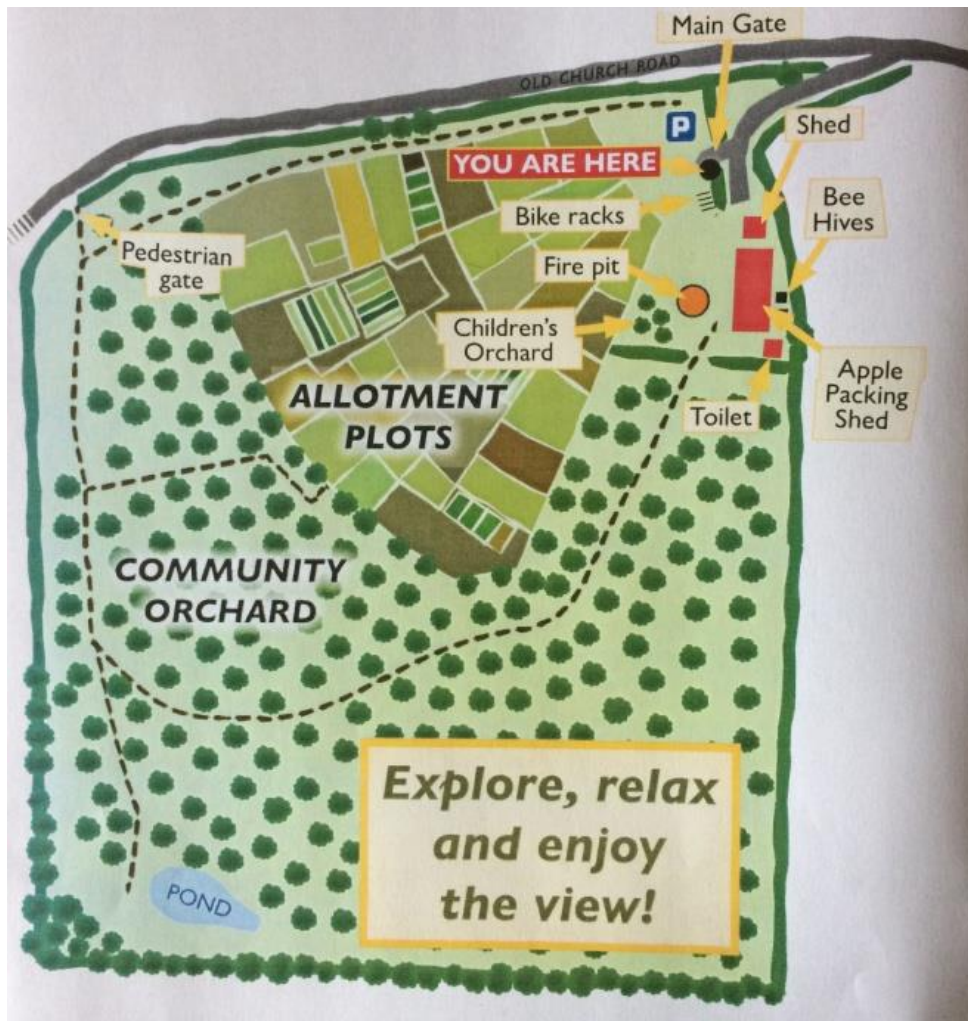 Main Gate
OLD CHURCH ROAD
P
Shed
YOU ARE HERE
Bee
Hives
Bike racks
Pedestrian
gate
Fire pit
Children's
Orchard
Apple
Packing
Shed
Toilet
ALLOTMENT
PLOTS
COMMUNITY
ORCHARD
Explore, relax
and enjoy
the view!
POND